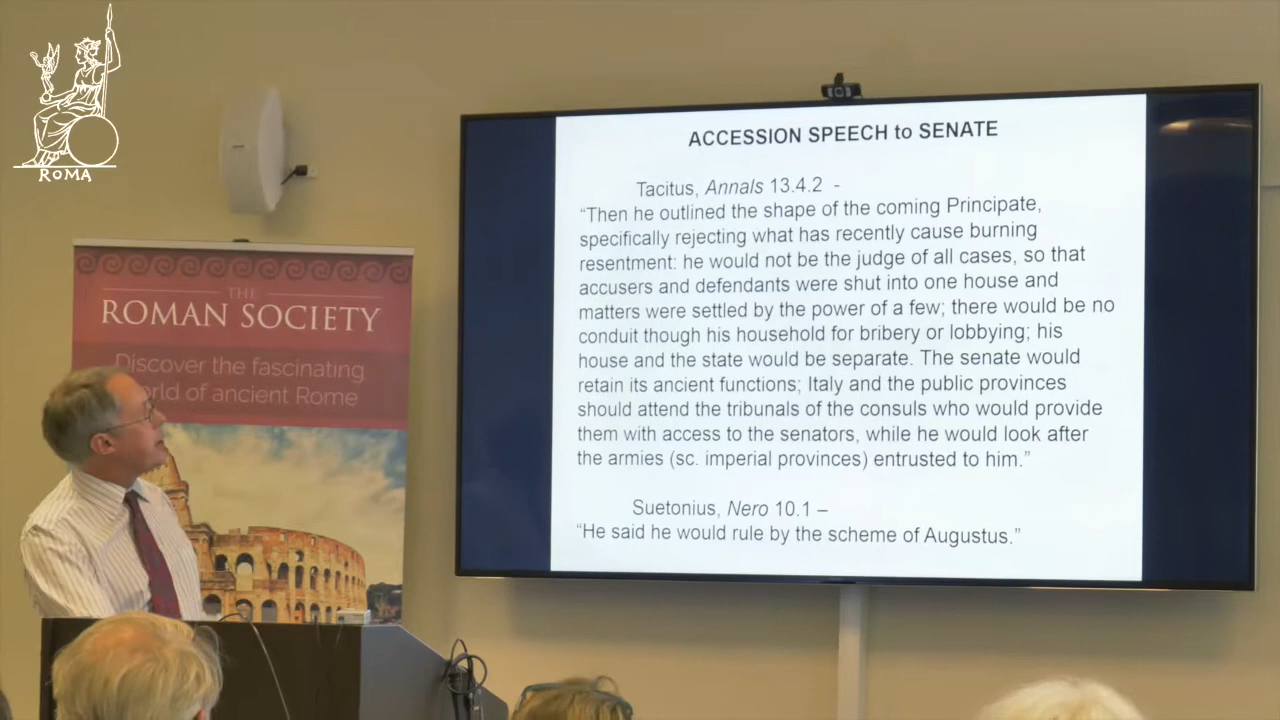 ROMA
THE
ROMAN SOCIETY
Discover the fascinating
world of ancient Rome
ACCESSION SPEECH to SENATE
Tacitus, Annals 13.4.2 -
“Then he outlined the shape of the coming Principate,
specifically rejecting what has recently cause burning
resentment: he would not be the judge of all cases, so that
accusers and defendants were shut into one house and
matters were settled by the power of a few; there would be no
conduit though his household for bribery or lobbying; his
house and the state would be separate. The senate would
retain its ancient functions; Italy and the public provinces
should attend the tribunals of the consuls who would provide
them with access to the senators, while he would look after
the armies (sc. imperial provinces) entrusted to him.”
Suetonius, Nero 10.1 –
“He said he would rule by the scheme of Augustus.”